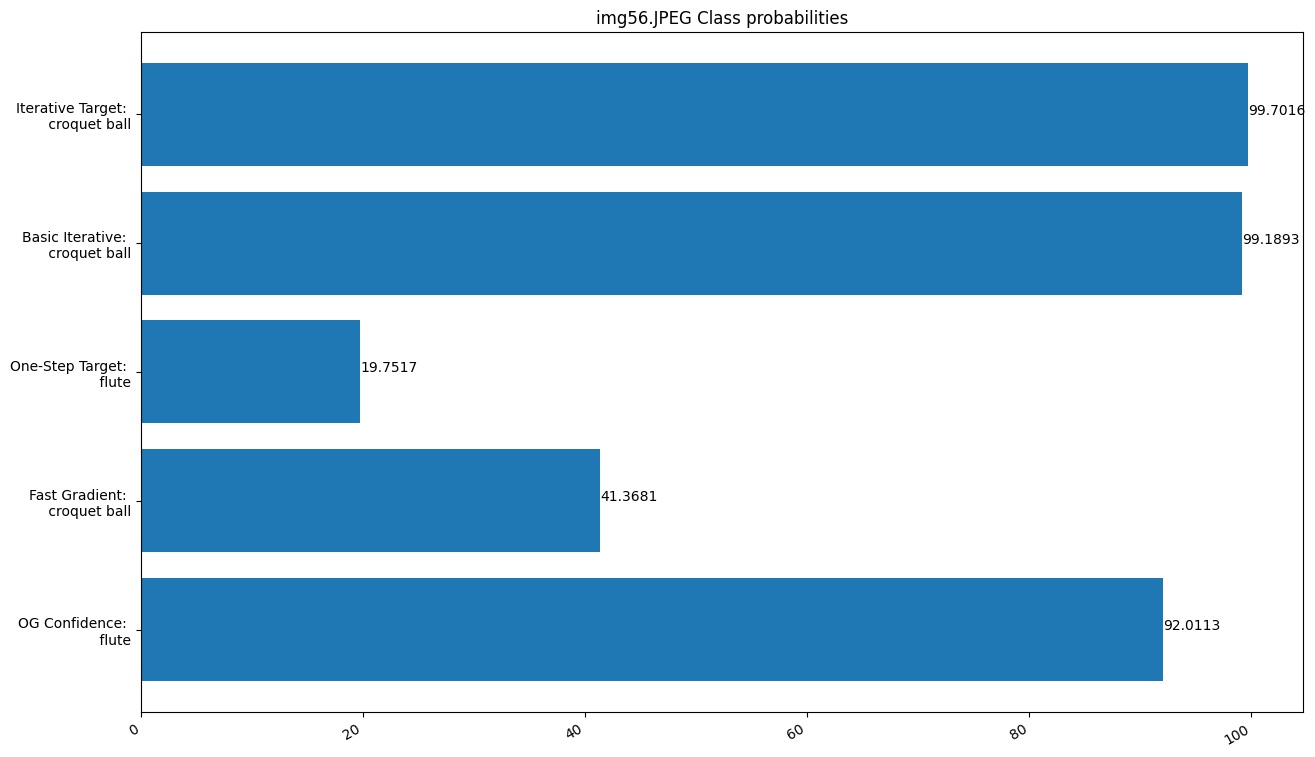 img56.JPEG Class probabilities
Iterative Target:
croquet ball
99.7016
Basic Iterative:
croquet ball
99.1893
One-Step Target:
flute
19.7517
Fast Gradient:
croquet ball
41.3681
OG Confidence:
flute
92.0113
0 20 40 60 80 100